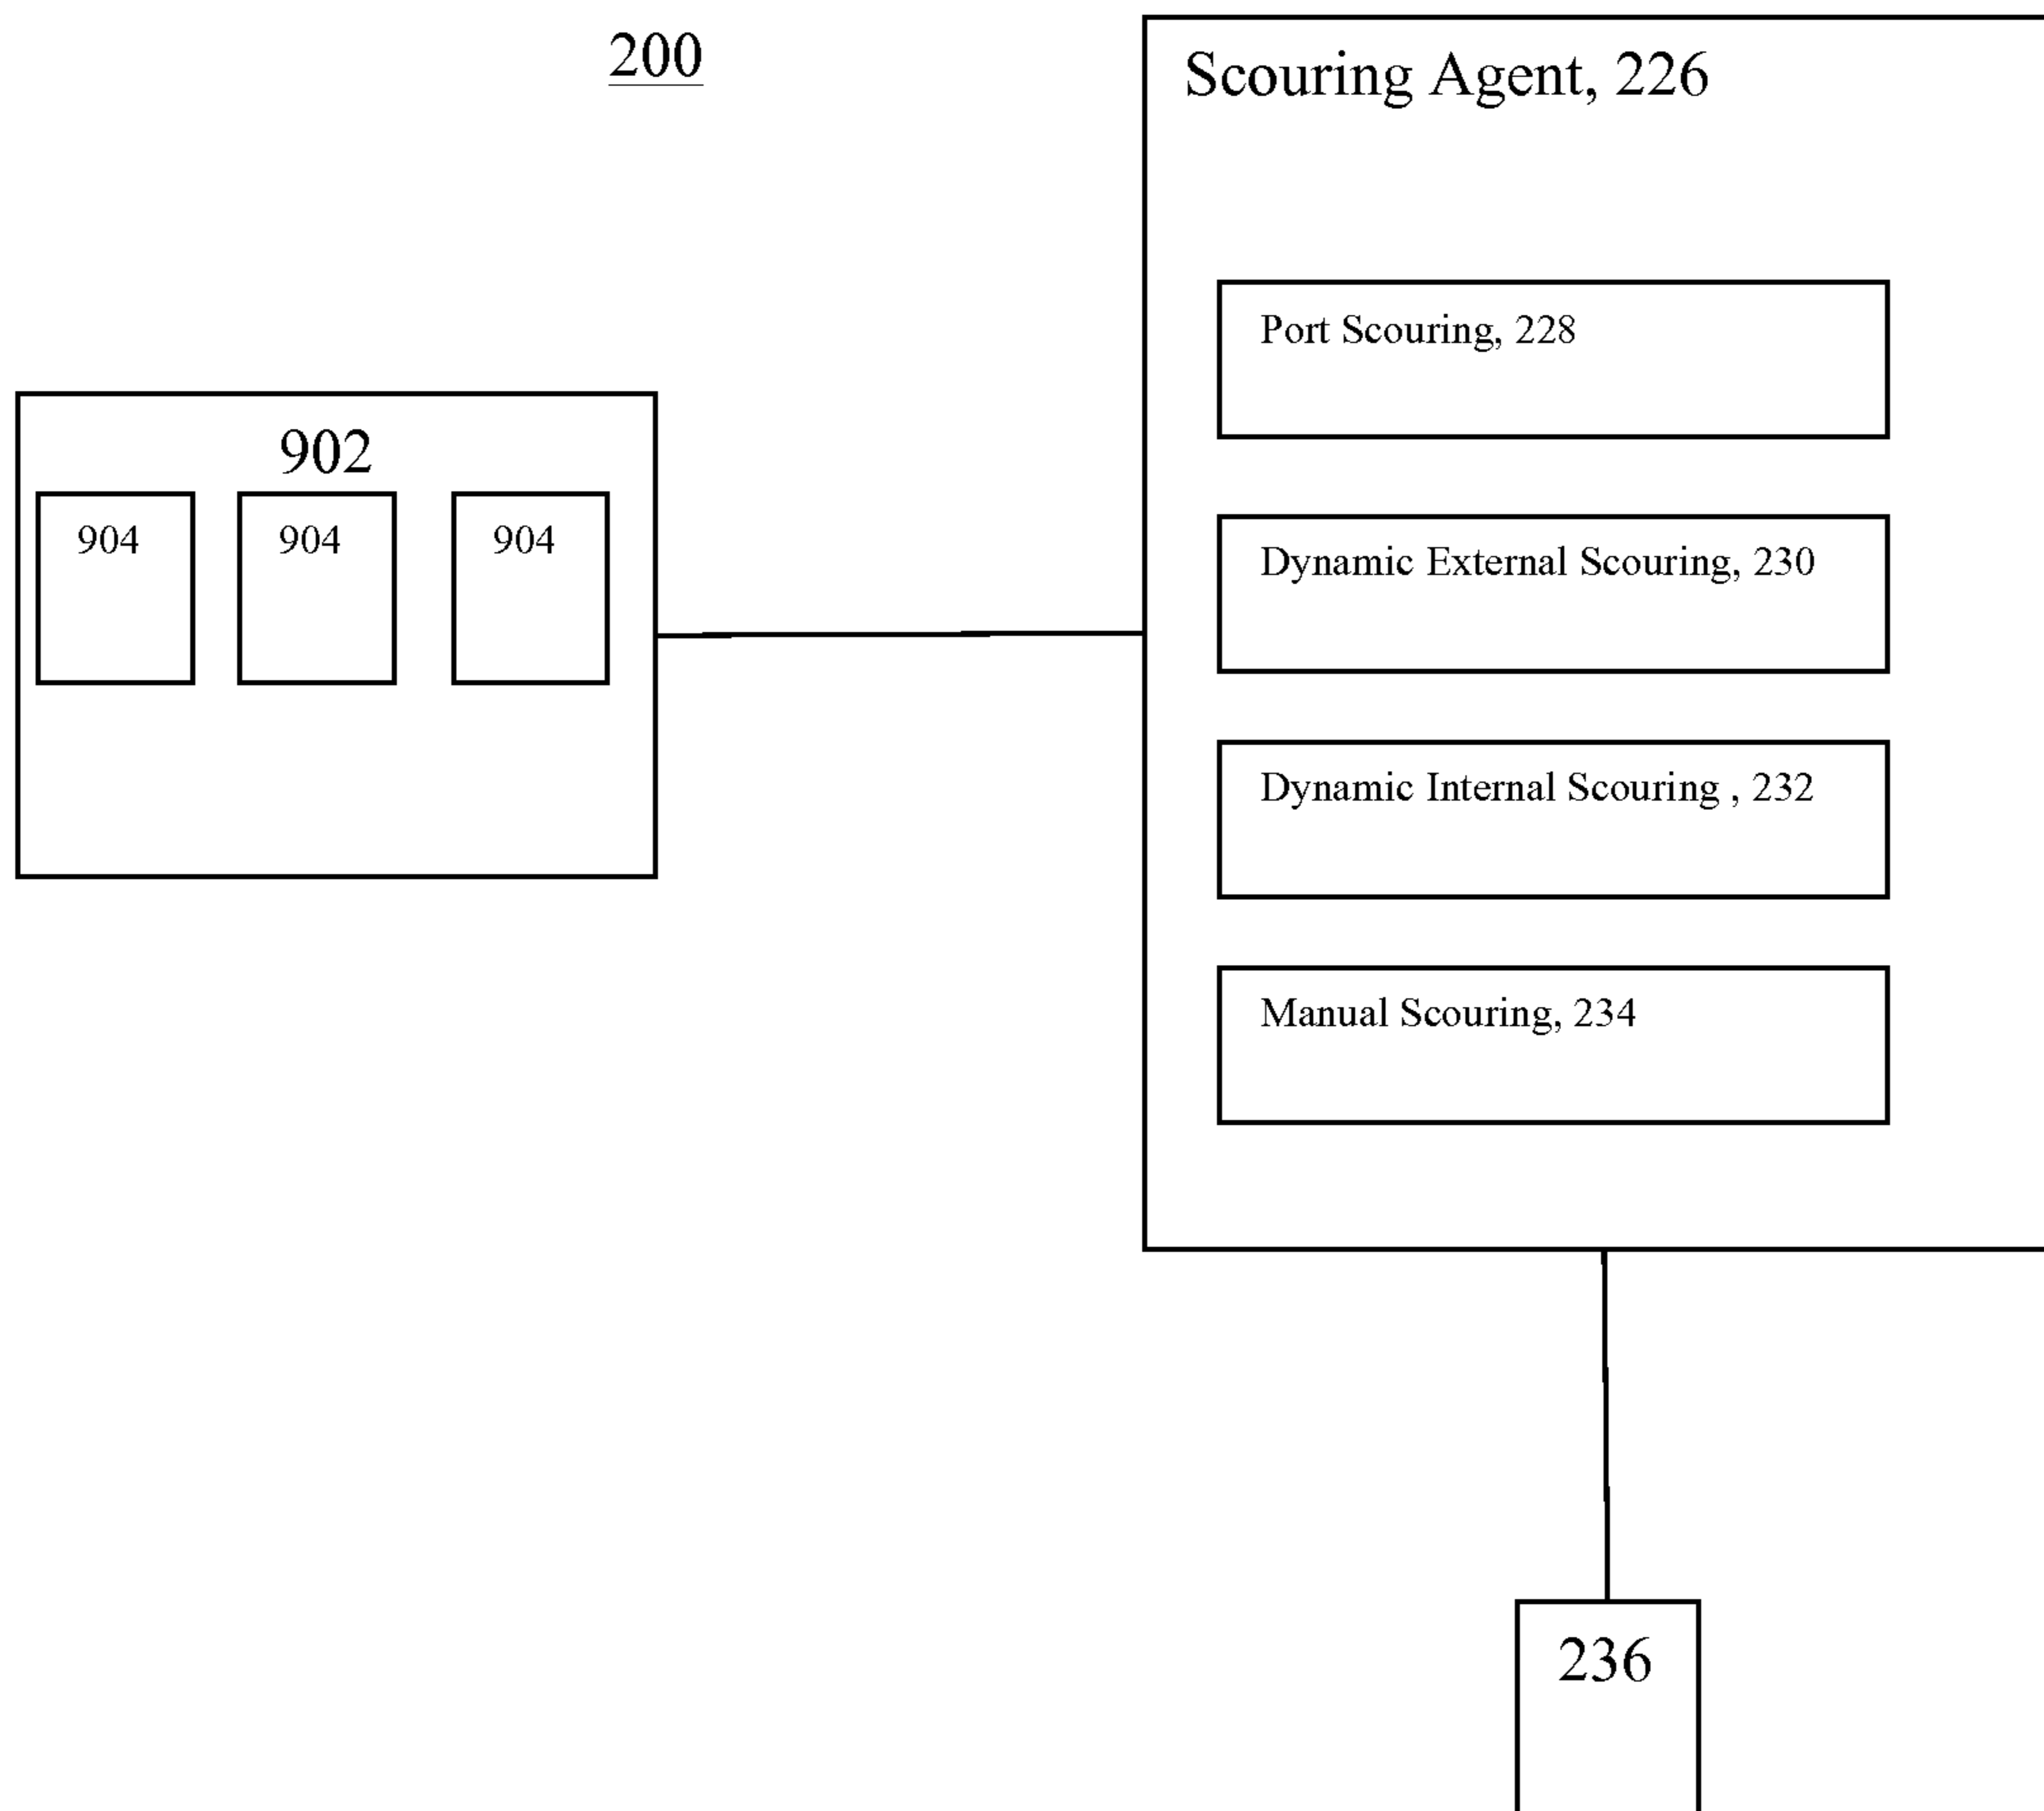 200
Scouring Agent, 226
Port Scouring, 228
902
904 904 904
Dynamic External Scouring, 230
Dynamic Internal Scouring , 232
Manual Scouring, 234
236